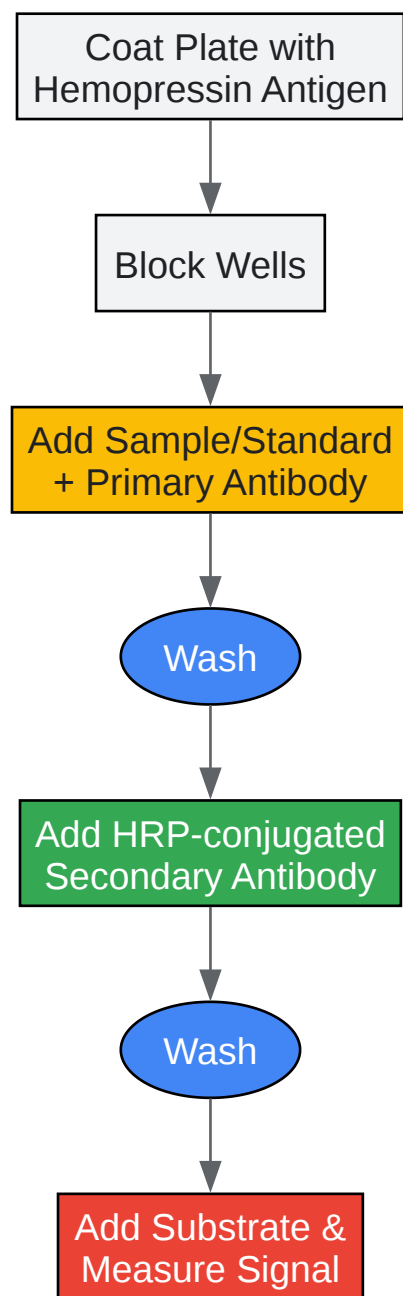 Coat Plate with
Hemopressin Antigen
Block Wells
Add Sample/Standard
+ Primary Antibody
Wash
Add HRP-conjugated
Secondary Antibody
Wash
Add Substrate &
Measure Signal